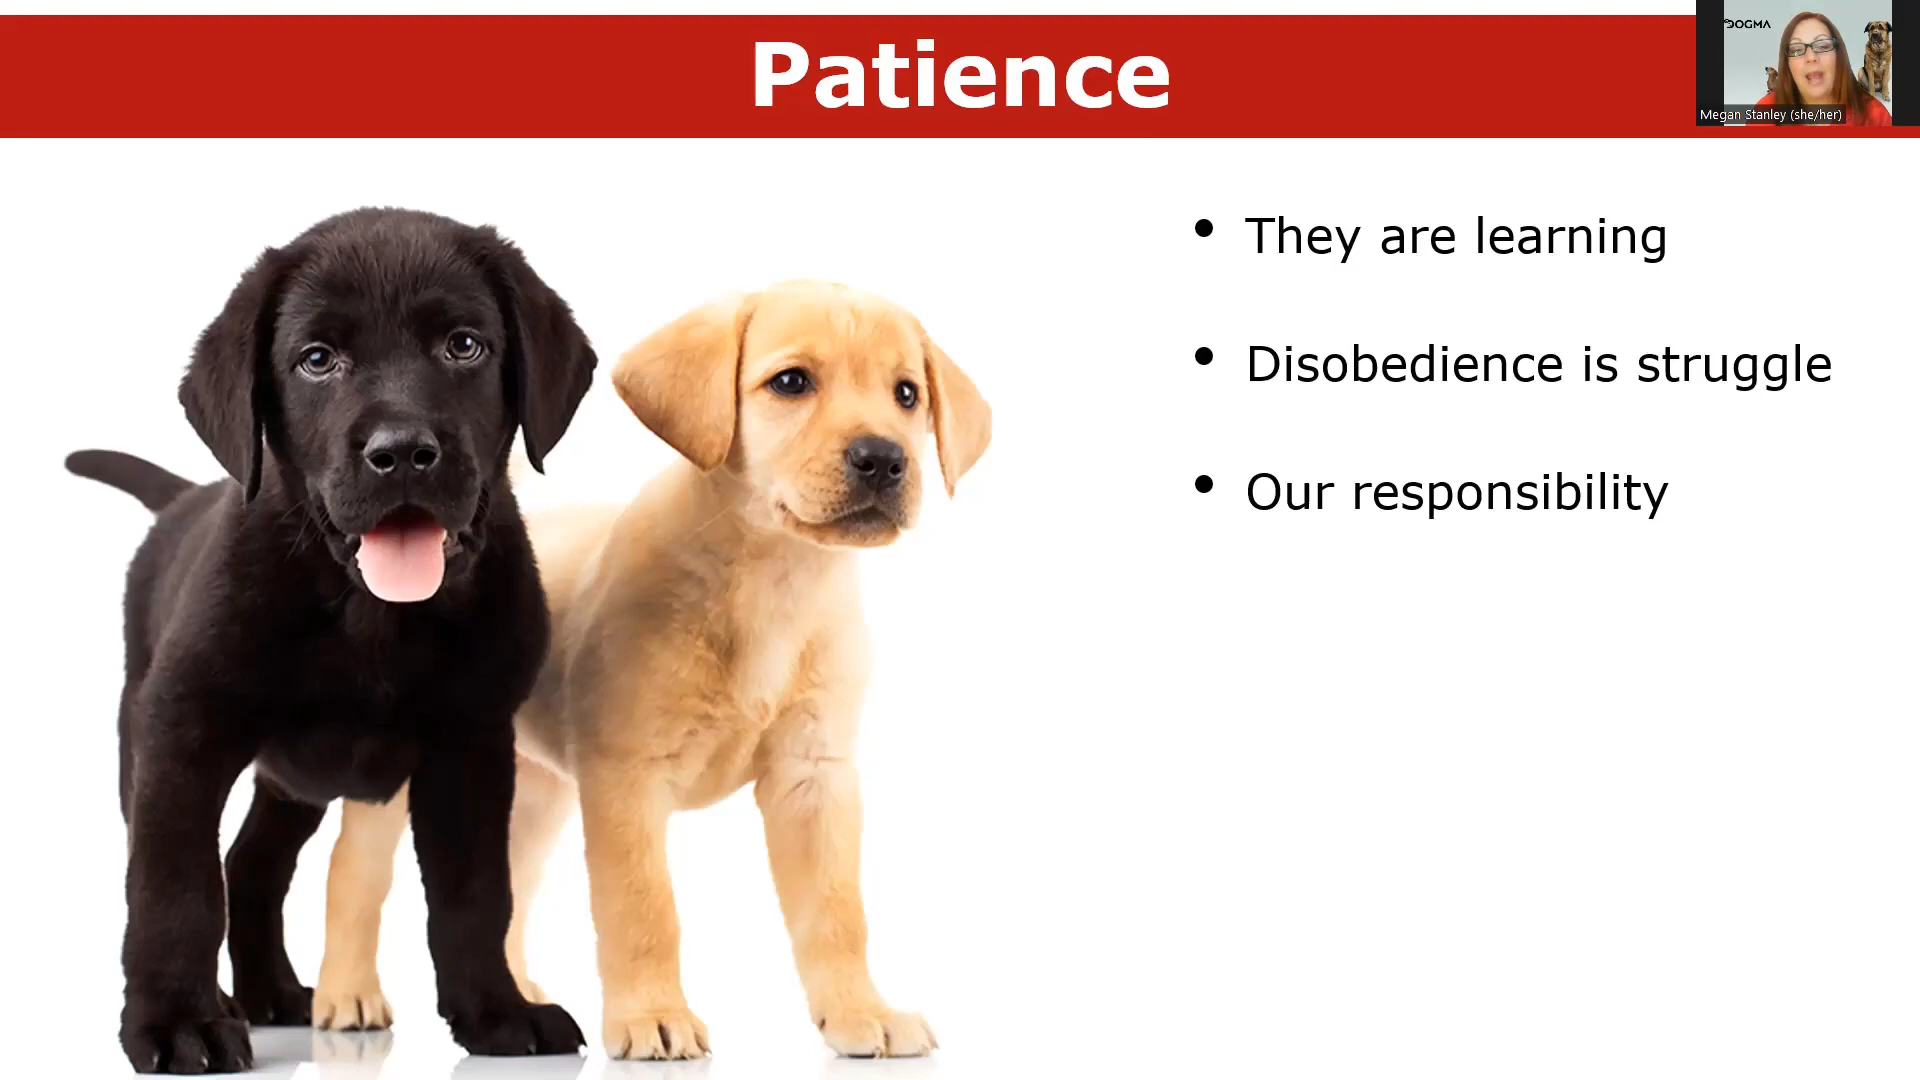 Patience
DOGMA
Megan Stanley (she/her)
• They are learning
• Disobedience is struggle
• Our responsibility